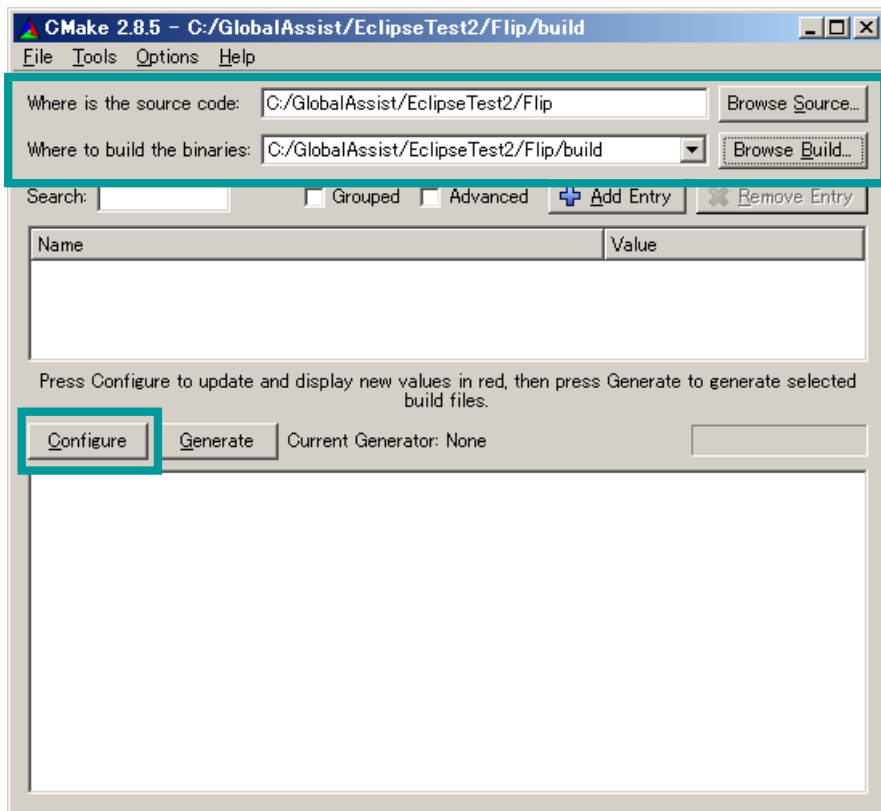 CMake 2.8.5 - C:/GlobalAssist/EclipseTest2/Flip/build
File Tools Options Help
Where is the source code: C:/GlobalAssist/EclipseTest2/Flip Browse Source...
Where to build the binaries: C:/GlobalAssist/EclipseTest2/Flip/build Browse Build...
Search: Grouped Advanced Add Entry Remove Entry
Name Value
Press Configure to update and display new values in red, then press Generate to generate selected
build files.
Configure Generate Current Generator: None